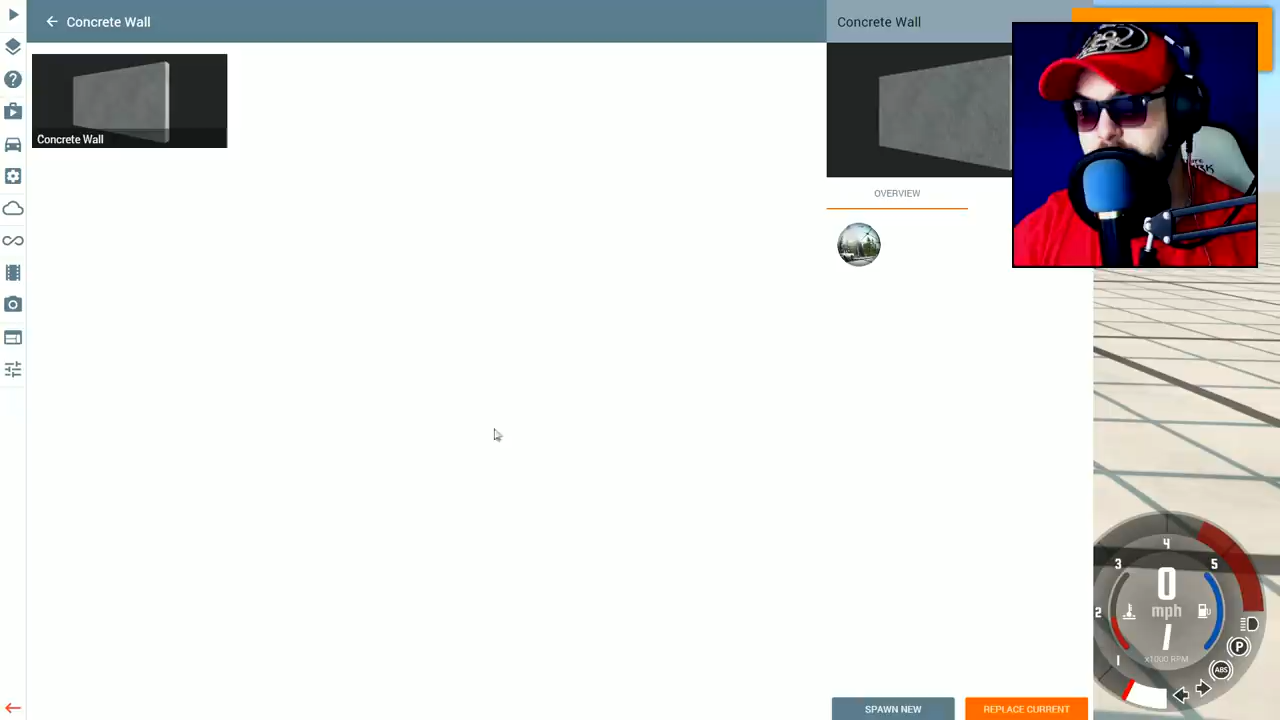 Concrete Wall
Concrete Wall
Concrete Wall
OVERVIEW
4
3
5
0
2
mph
1
1
x1000 RPM
P
ABS
SPAWN NEW
REPLACE CURRENT